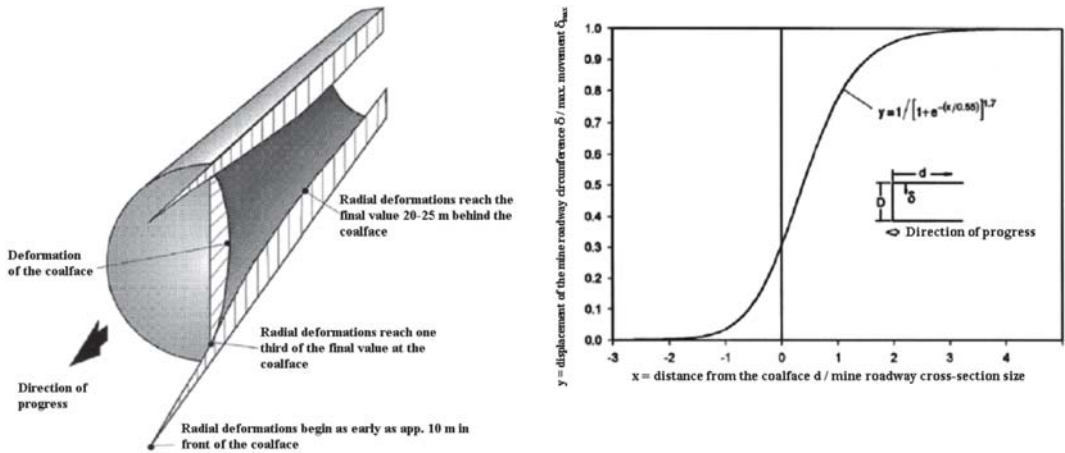 Radial deformations reach the
final value 20-25 m behind the
coalface
Deformation
of the coalface
Radial deformations reach one
third of the final value at the
coalface
Direction of
progress
Radial deformations begin as early as app. 10 m in
front of the coalface
y = displacement of the mine roadway circumference δ / max. movement δmax
1.0
0.9
0.8
0.7
0.6
0.5
0.4
0.3
0.2
0.1
0.0
y=1/[1+e^-(x/0.55)]^1.7
d
D
δ
Direction of progress
-3 -2 -1 0 1 2 3 4
x = distance from the coalface d / mine roadway cross-section size